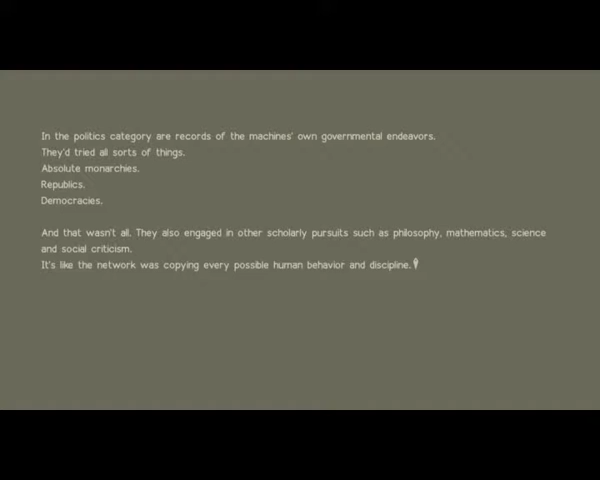 In the politics category are records of the machines' own governmental endeavors.
They'd tried all sorts of things.
Absolute monarchies.
Republics.
Democracies.
And that wasn't all. They also engaged in other scholarly pursuits such as philosophy, mathematics, science
and social criticism.
It's like the network was copying every possible human behavior and discipline.